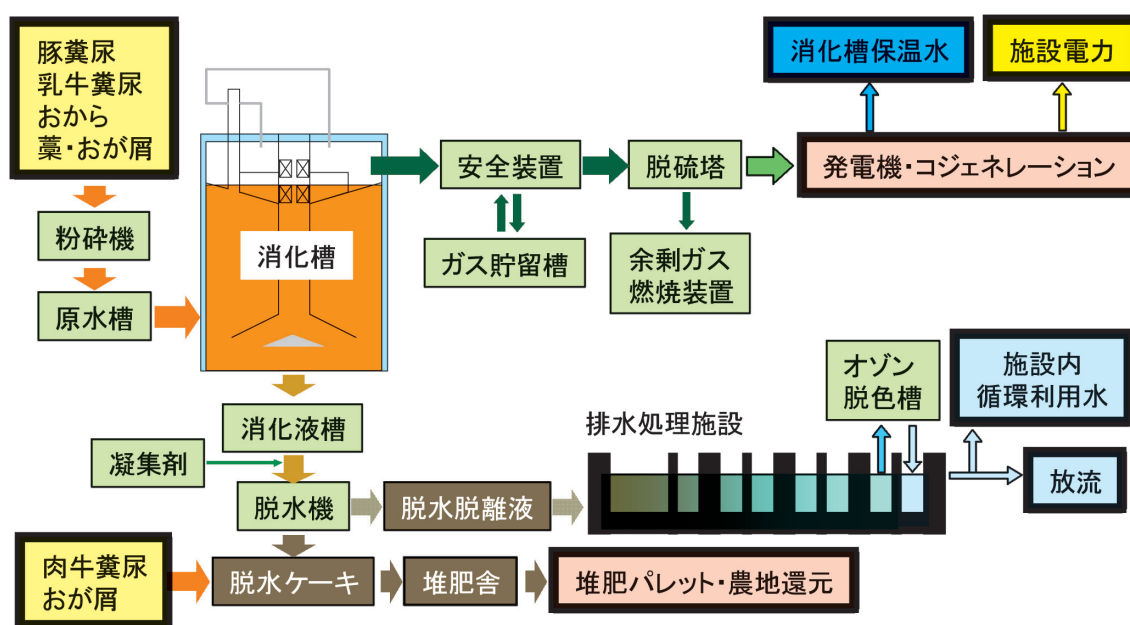 豚糞尿
乳牛糞尿
おから
藁・おが屑
粉砕機
原水槽
消化槽
安全装置
ガス貯留槽
脱硫塔
余剰ガス
燃焼装置
消化槽保温水
施設電力
発電機・コジェネレーション
消化液槽
凝集剤
脱水機
脱水脱離液
排水処理施設
オゾン
脱色槽
施設内
循環利用水
放流
肉牛糞尿
おが屑
脱水ケーキ
堆肥舎
堆肥パレット・農地還元